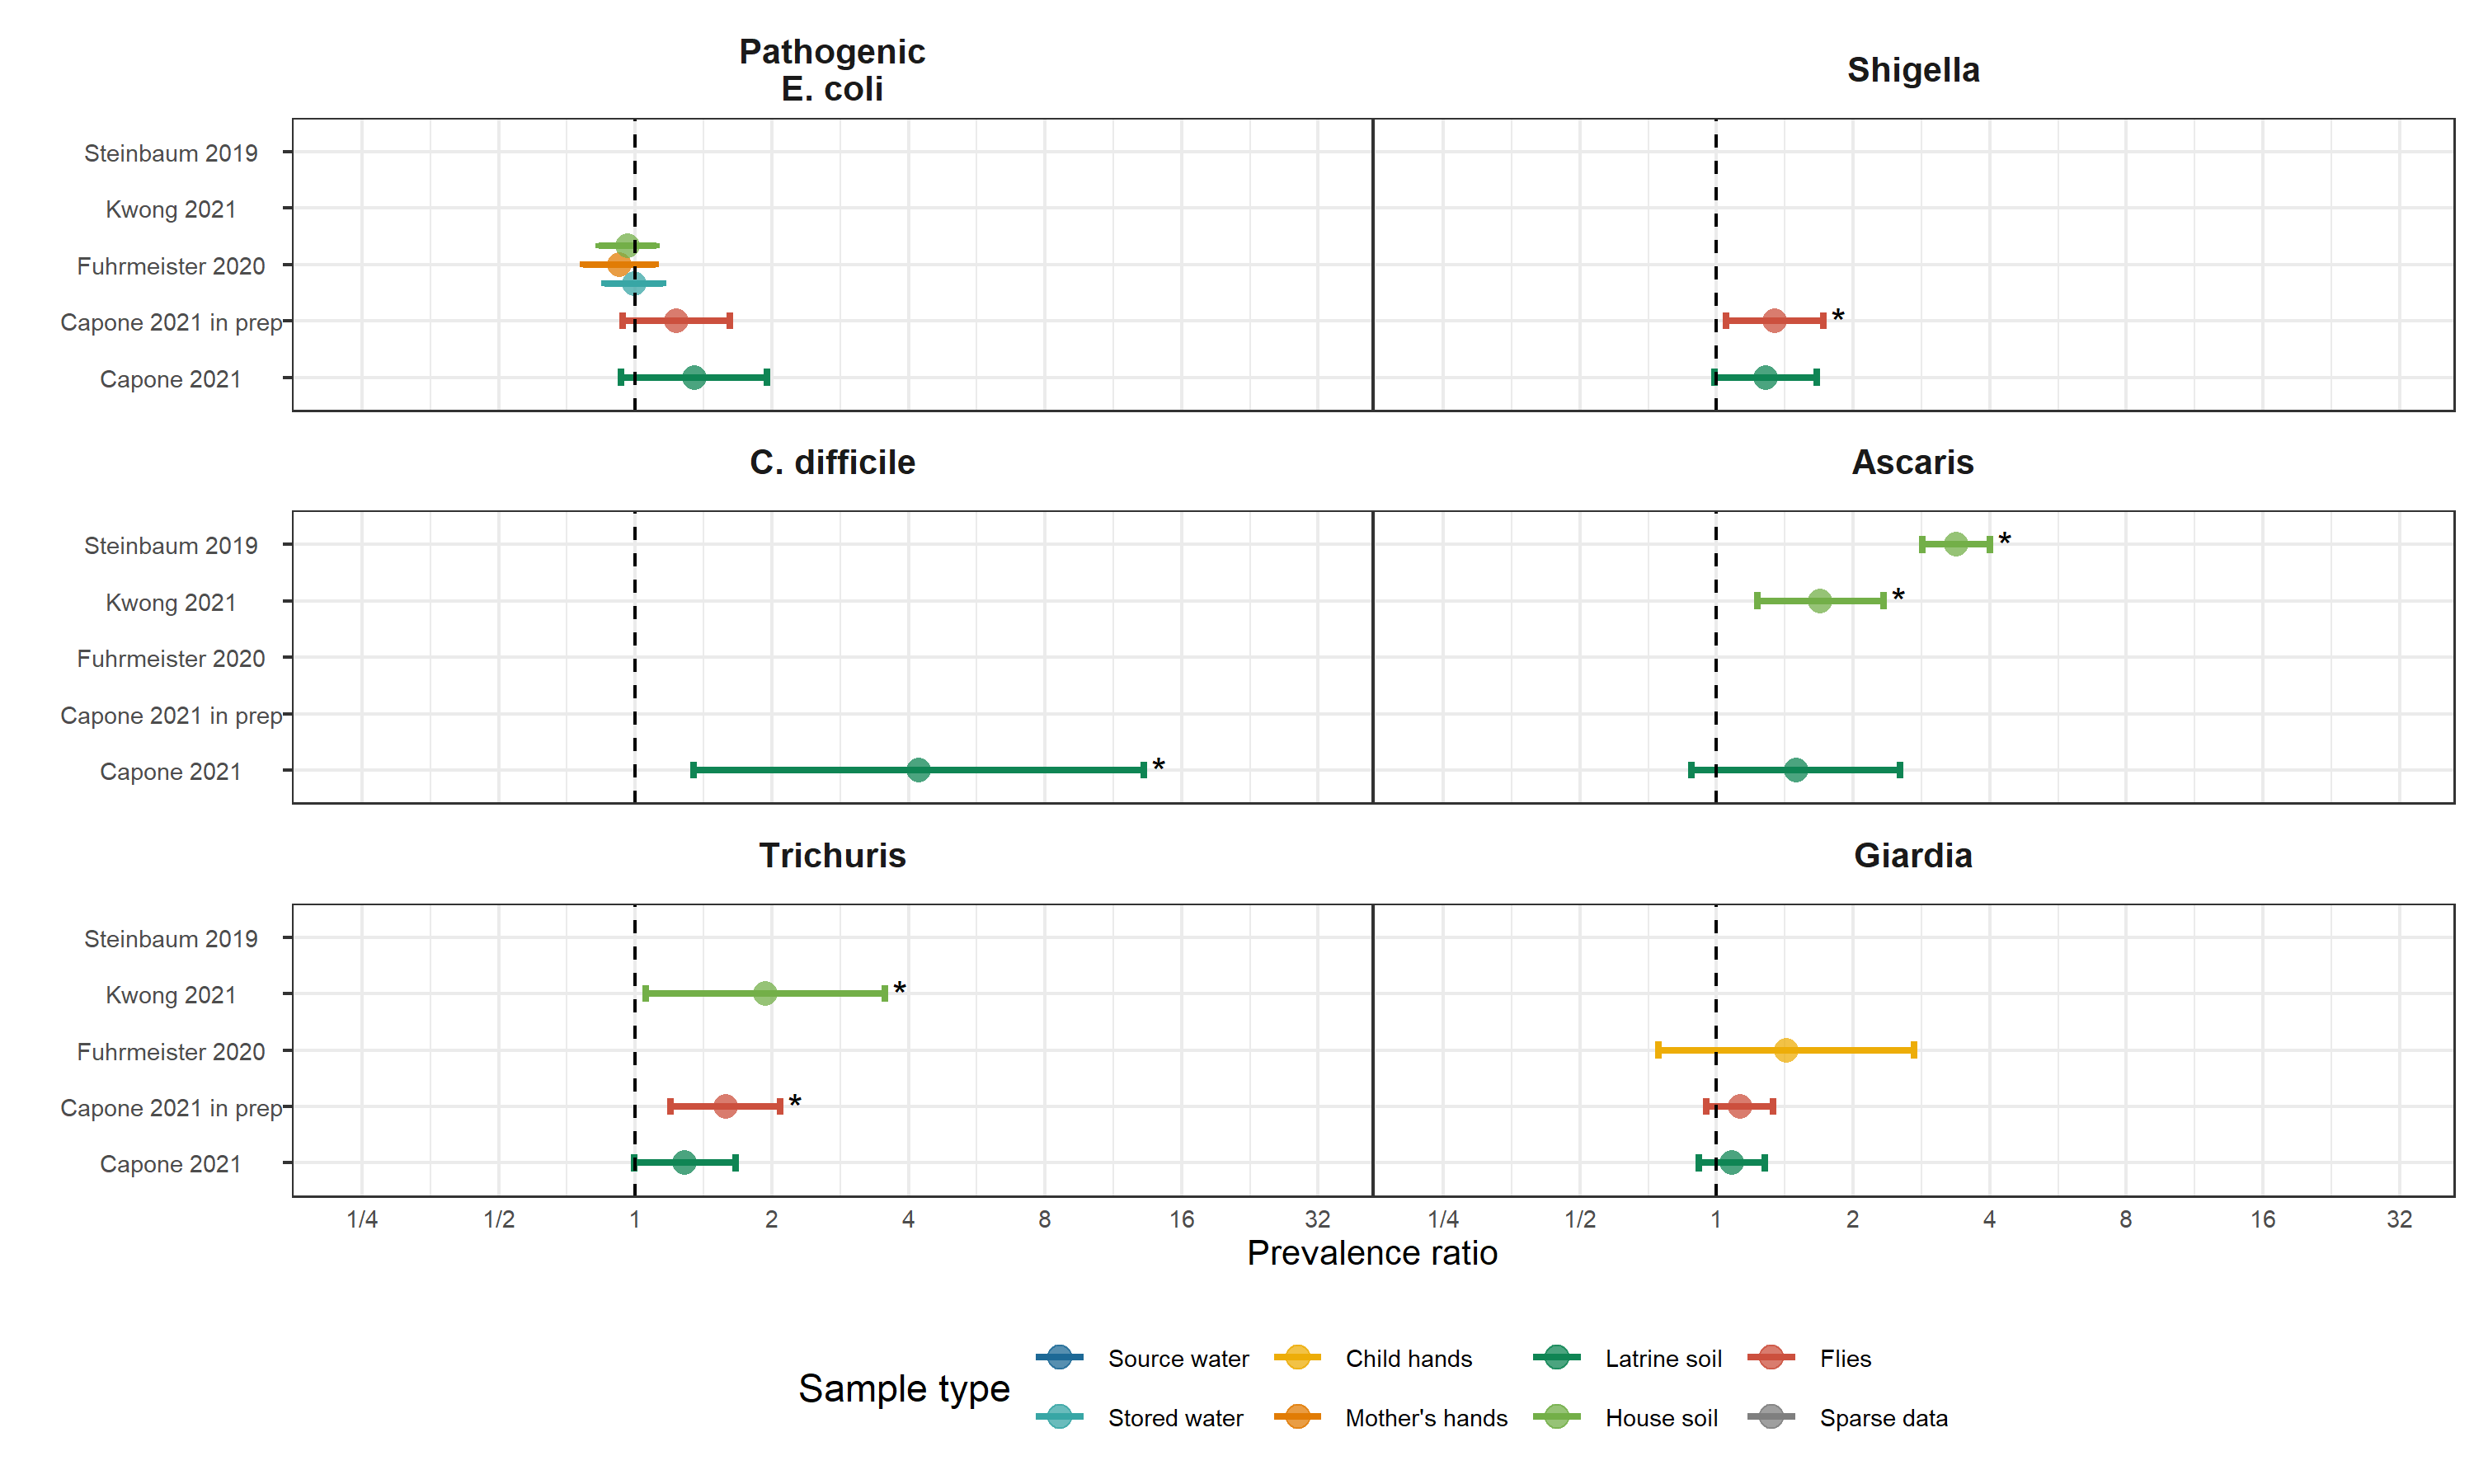 Pathogenic
E. coli
Shigella
Steinbaum 2019
Kwong 2021
Fuhrmeister 2020
Capone 2021 in prep
*
Capone 2021
C. difficile
Ascaris
Steinbaum 2019
*
Kwong 2021
*
Fuhrmeister 2020
Capone 2021 in prep
Capone 2021
*
Trichuris
Giardia
Steinbaum 2019
Kwong 2021
*
Fuhrmeister 2020
Capone 2021 in prep
*
Capone 2021
1/4 1/2 1 2 4 8 16 32 1/4 1/2 1 2 4 8 16 32
Prevalence ratio
Sample type
Source water Child hands Latrine soil Flies
Stored water Mother's hands House soil Sparse data